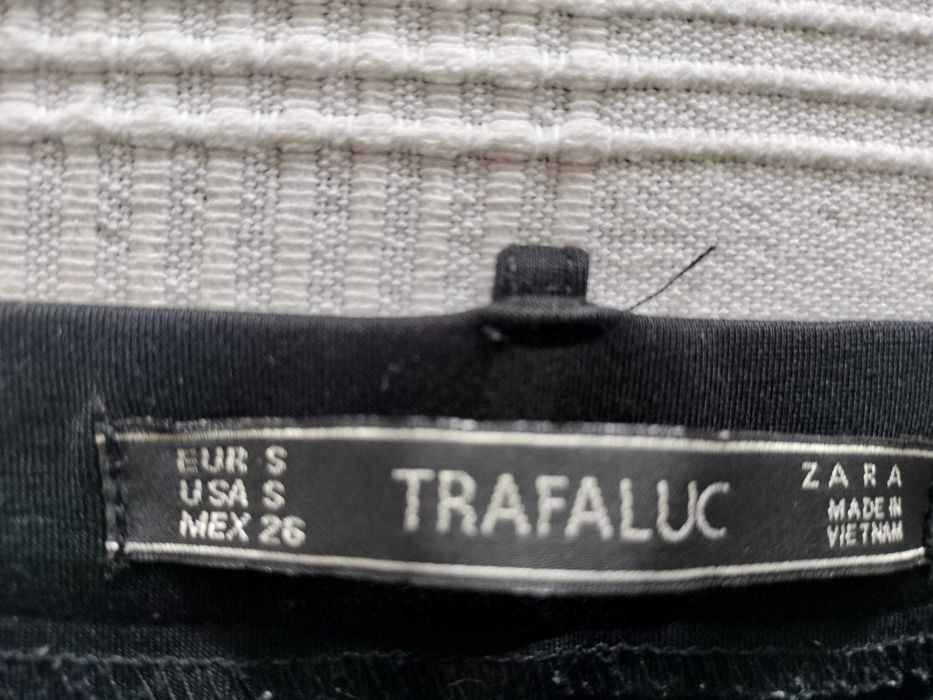 EUR S
USA S
MEX 26
TRAFALUC
ZARA
MADE IN
VIETNAM